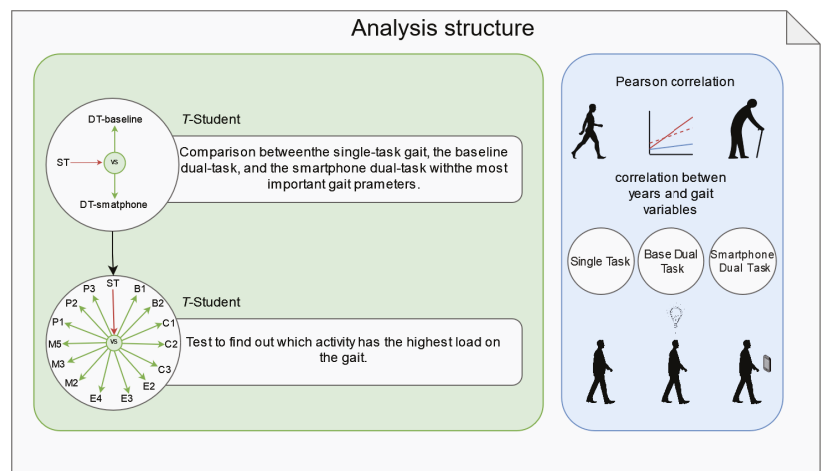 Analysis structure
DT-baseline
ST
vs
DT-smatphone
T-Student
Comparison betweenthe single-task gait, the baseline
dual-task, and the smartphone dual-task withthe most
important gait prameters.
ST
B1
B2
C1
C2
C3
E2
E3
E4
M2
M3
M5
P1
P2
P3
vs
T-Student
Test to find out which activity has the highest load on
the gait.
Pearson correlation
correlation betwen
years and gait
variables
Single Task
Base Dual
Task
Smartphone
Dual Task